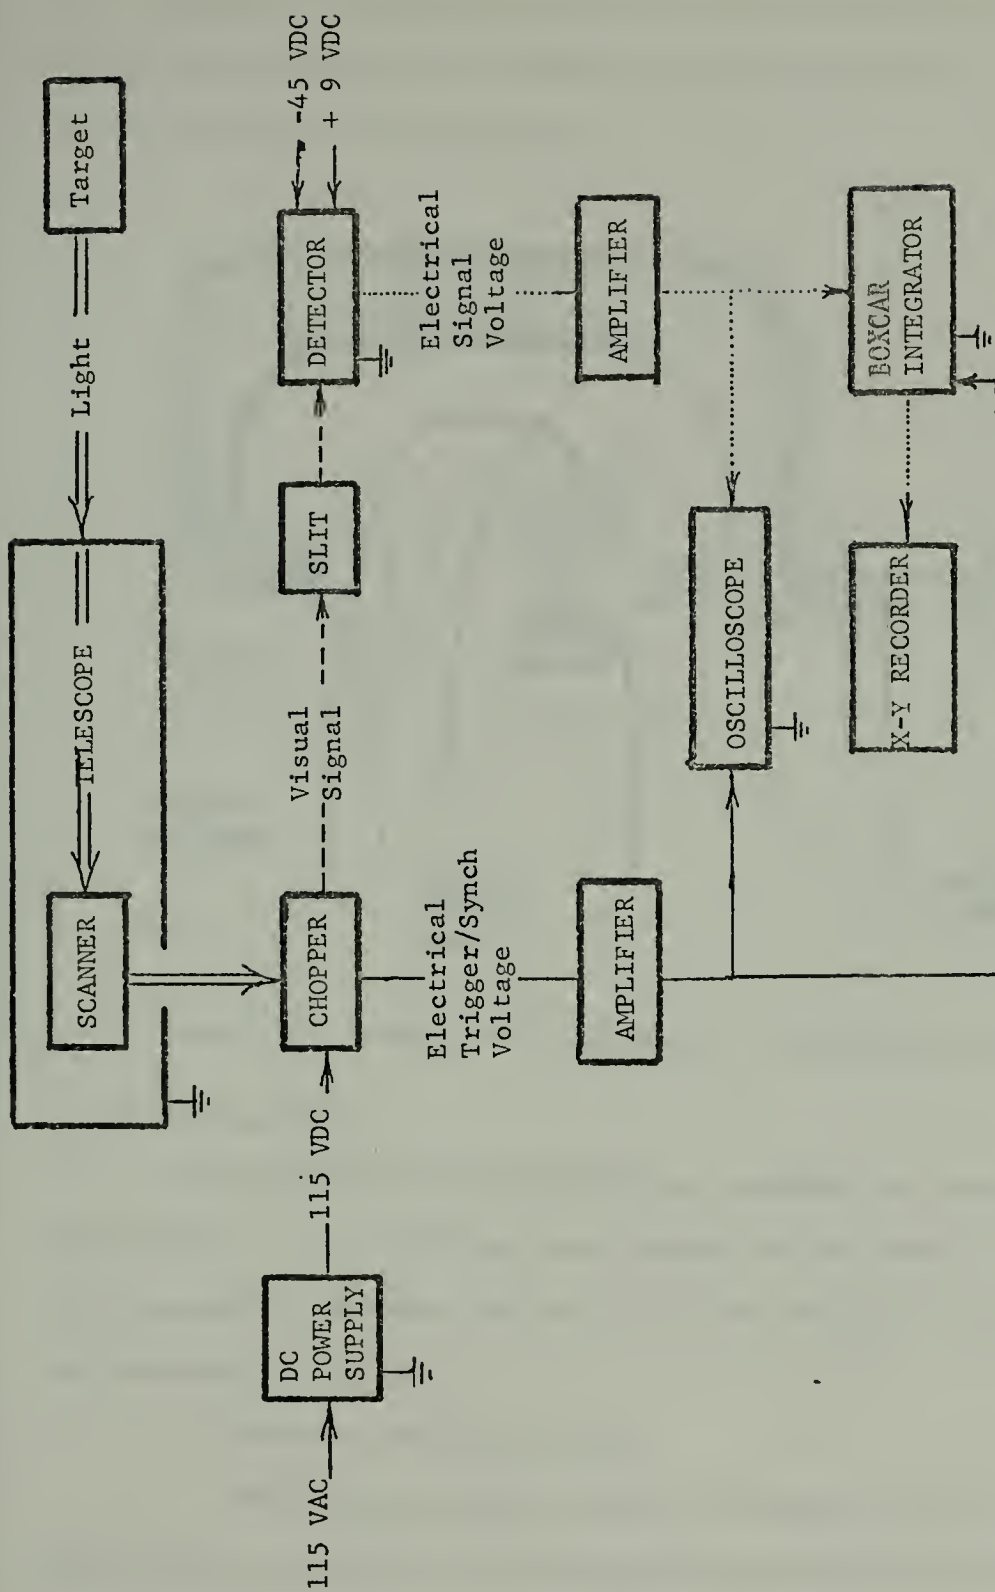 Target
Light
TELESCOPE
SCANNER
-45 VDC
+ 9 VDC
DETECTOR
SLIT
Visual
Signal
CHOPPER
115 VDC
DC
POWER
SUPPLY
115 VAC
Electrical
Signal
Voltage
Electrical
Trigger/Synch
Voltage
AMPLIFIER
AMPLIFIER
OSCILLOSCOPE
BOXCAR
INTEGRATOR
X-Y RECORDER